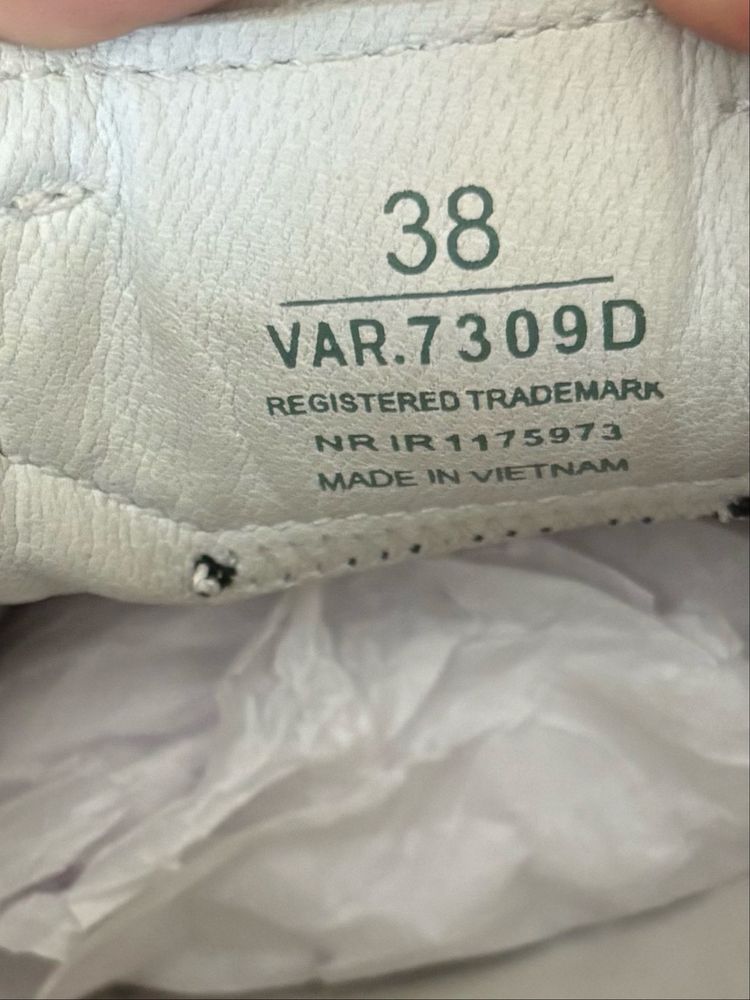 38
VAR.7309D
REGISTERED TRADEMARK
NR IR 1175973
MADE IN VIETNAM